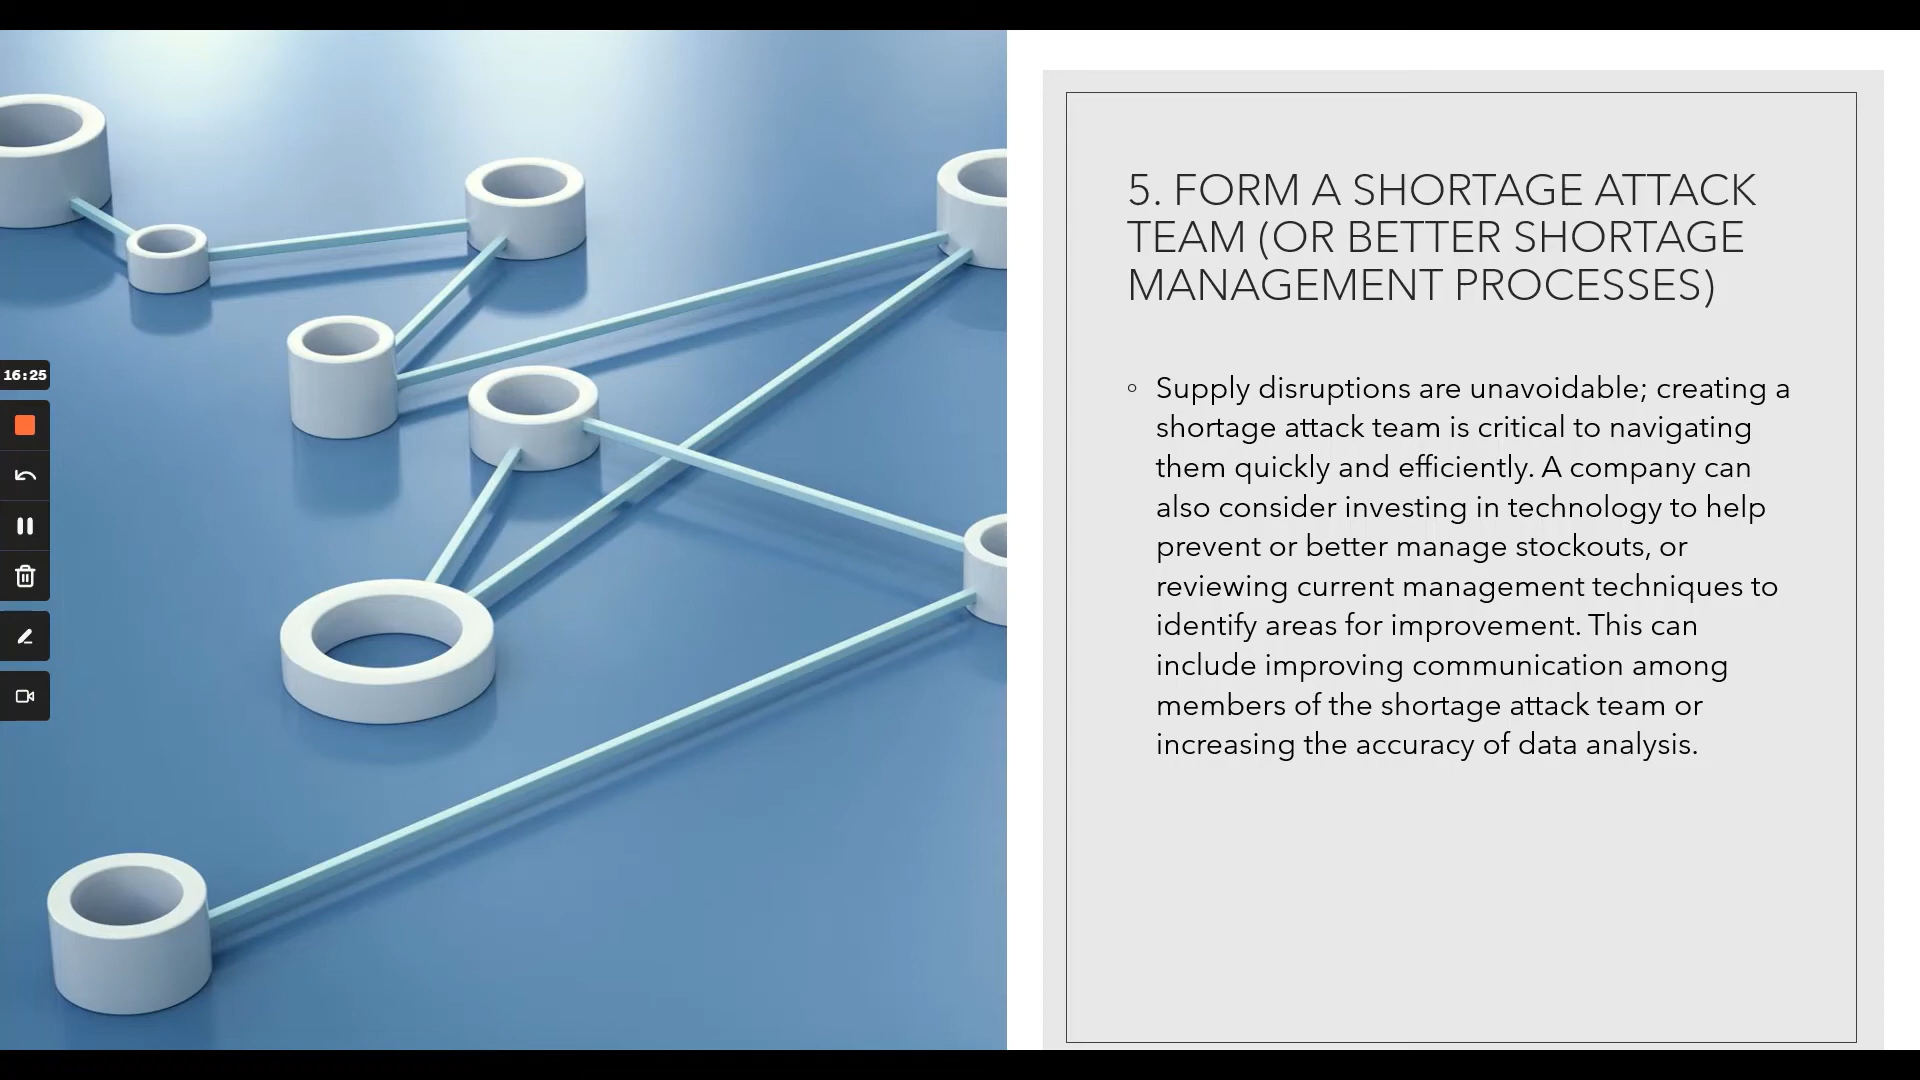 16:25
5. FORM A SHORTAGE ATTACK
TEAM (OR BETTER SHORTAGE
MANAGEMENT PROCESSES)
Supply disruptions are unavoidable; creating a
shortage attack team is critical to navigating
them quickly and efficiently. A company can
also consider investing in technology to help
prevent or better manage stockouts, or
reviewing current management techniques to
identify areas for improvement. This can
include improving communication among
members of the shortage attack team or
increasing the accuracy of data analysis.